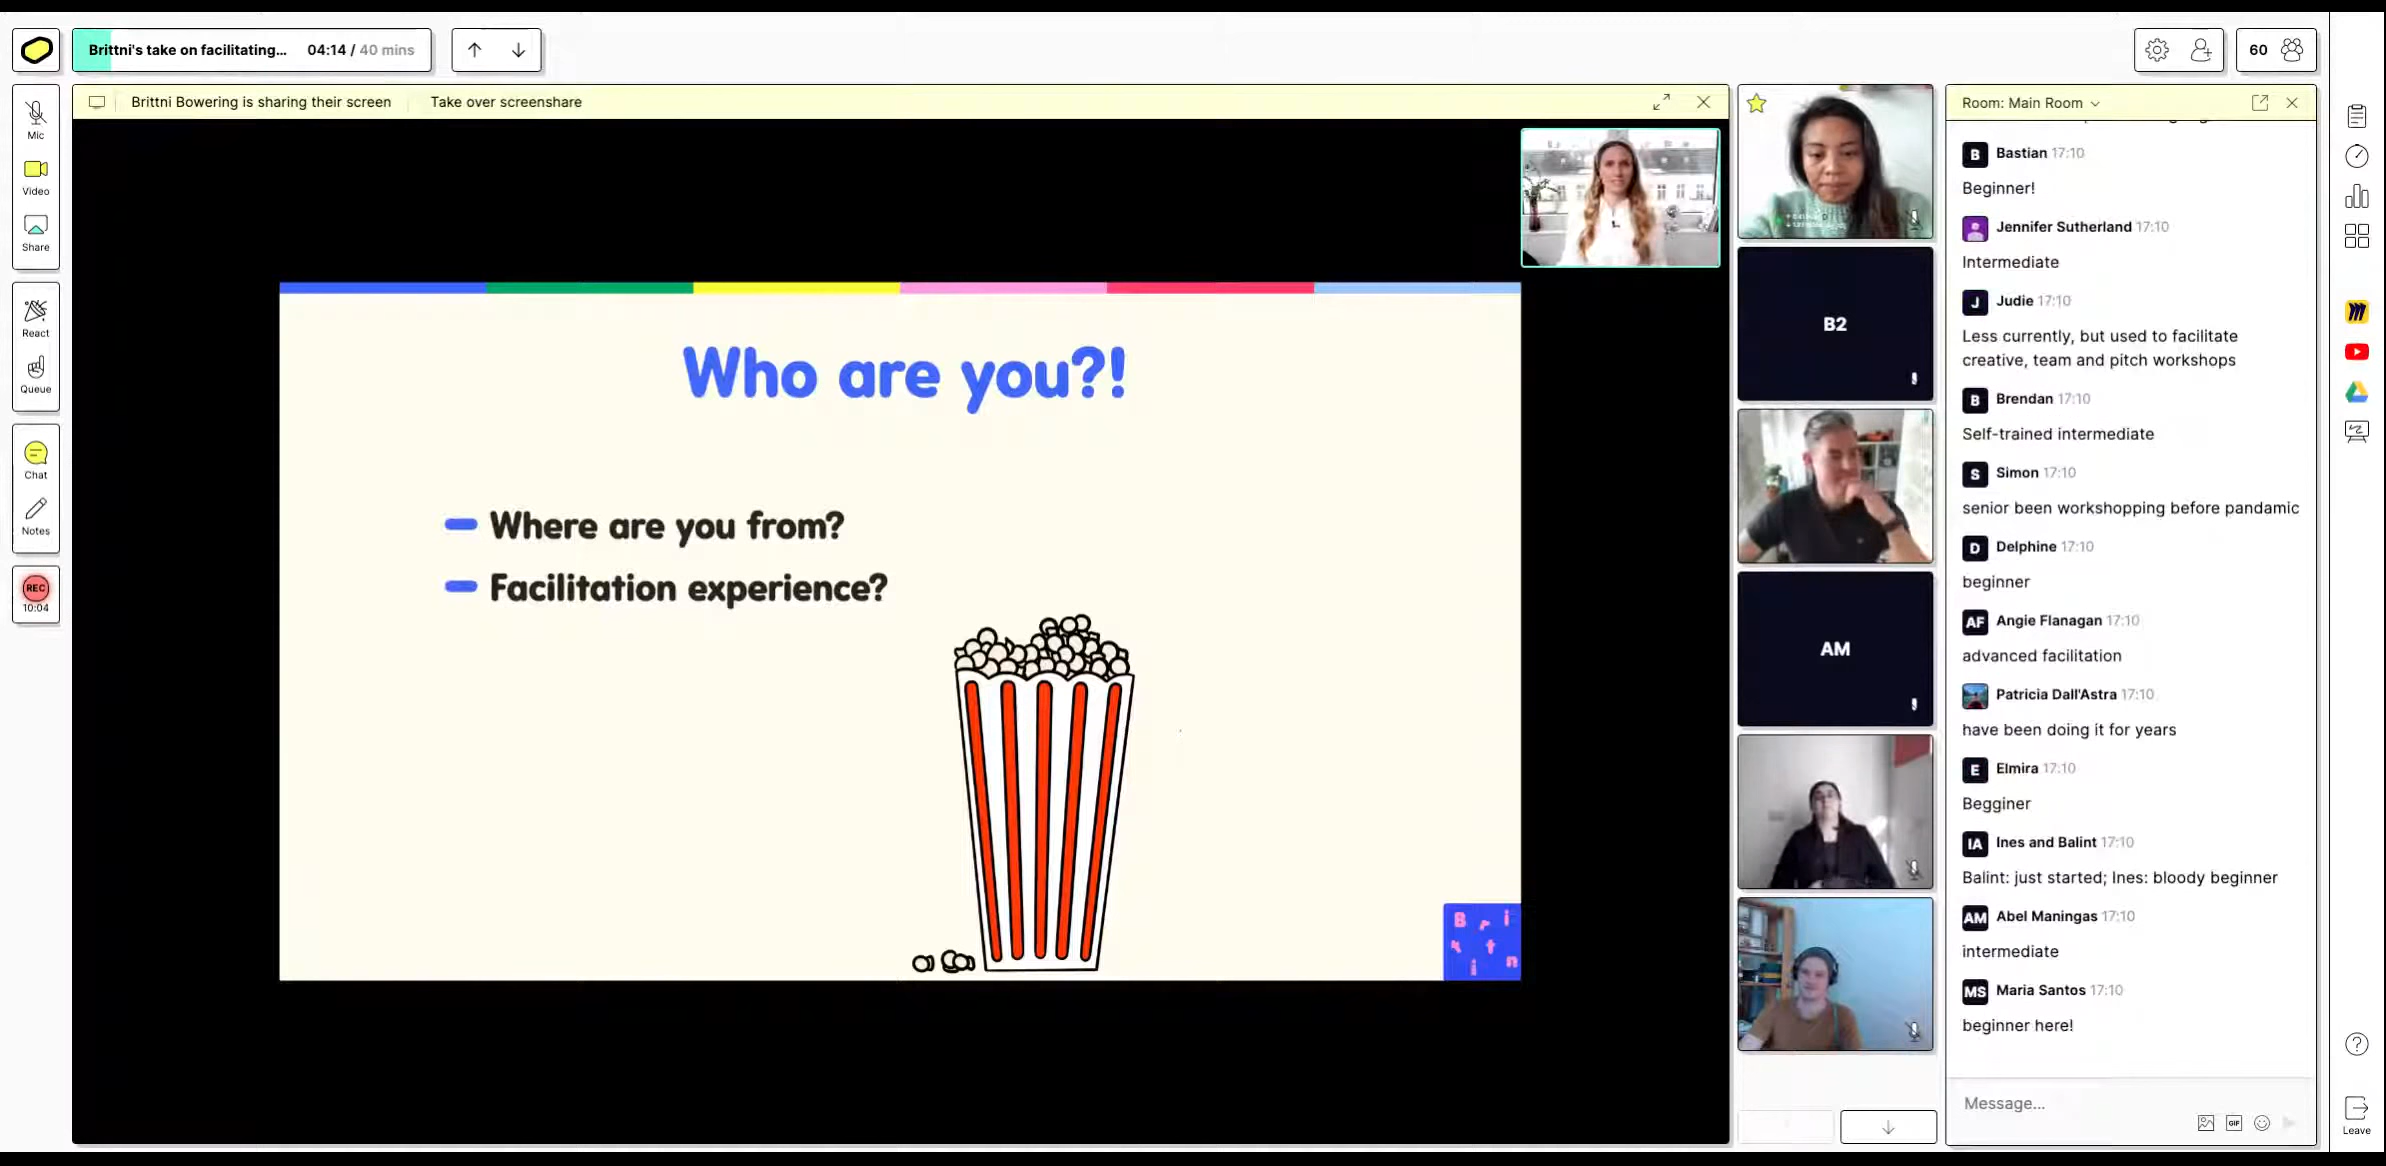 Brittni's take on facilitating... 04:14 / 40 mins
60
Mic
Video
Share
React
Queue
Chat
Notes
REC
10:04
Brittni Bowering is sharing their screen
Take over screenshare
Who are you?!
Where are you from?
Facilitation experience?
B r i
t t
i n
B2
AM
Room: Main Room
B Bastian 17:10
Beginner!
Jennifer Sutherland 17:10
Intermediate
J Judie 17:10
Less currently, but used to facilitate
creative, team and pitch workshops
B Brendan 17:10
Self-trained intermediate
S Simon 17:10
senior been workshopping before pandamic
D Delphine 17:10
beginner
AF Angie Flanagan 17:10
advanced facilitation
Patricia Dall'Astra 17:10
have been doing it for years
E Elmira 17:10
Begginer
IA Ines and Balint 17:10
Balint: just started; Ines: bloody beginner
AM Abel Maningas 17:10
intermediate
MS Maria Santos 17:10
beginner here!
Message...
GIF
Leave